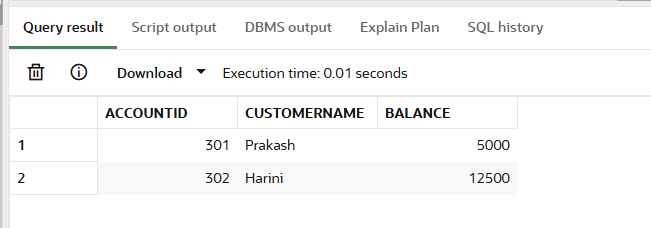 Query result Script output DBMS output Explain Plan SQL history
Download Execution time: 0.01 seconds
ACCOUNTID CUSTOMERNAME BALANCE
1 301 Prakash 5000
2 302 Harini 12500